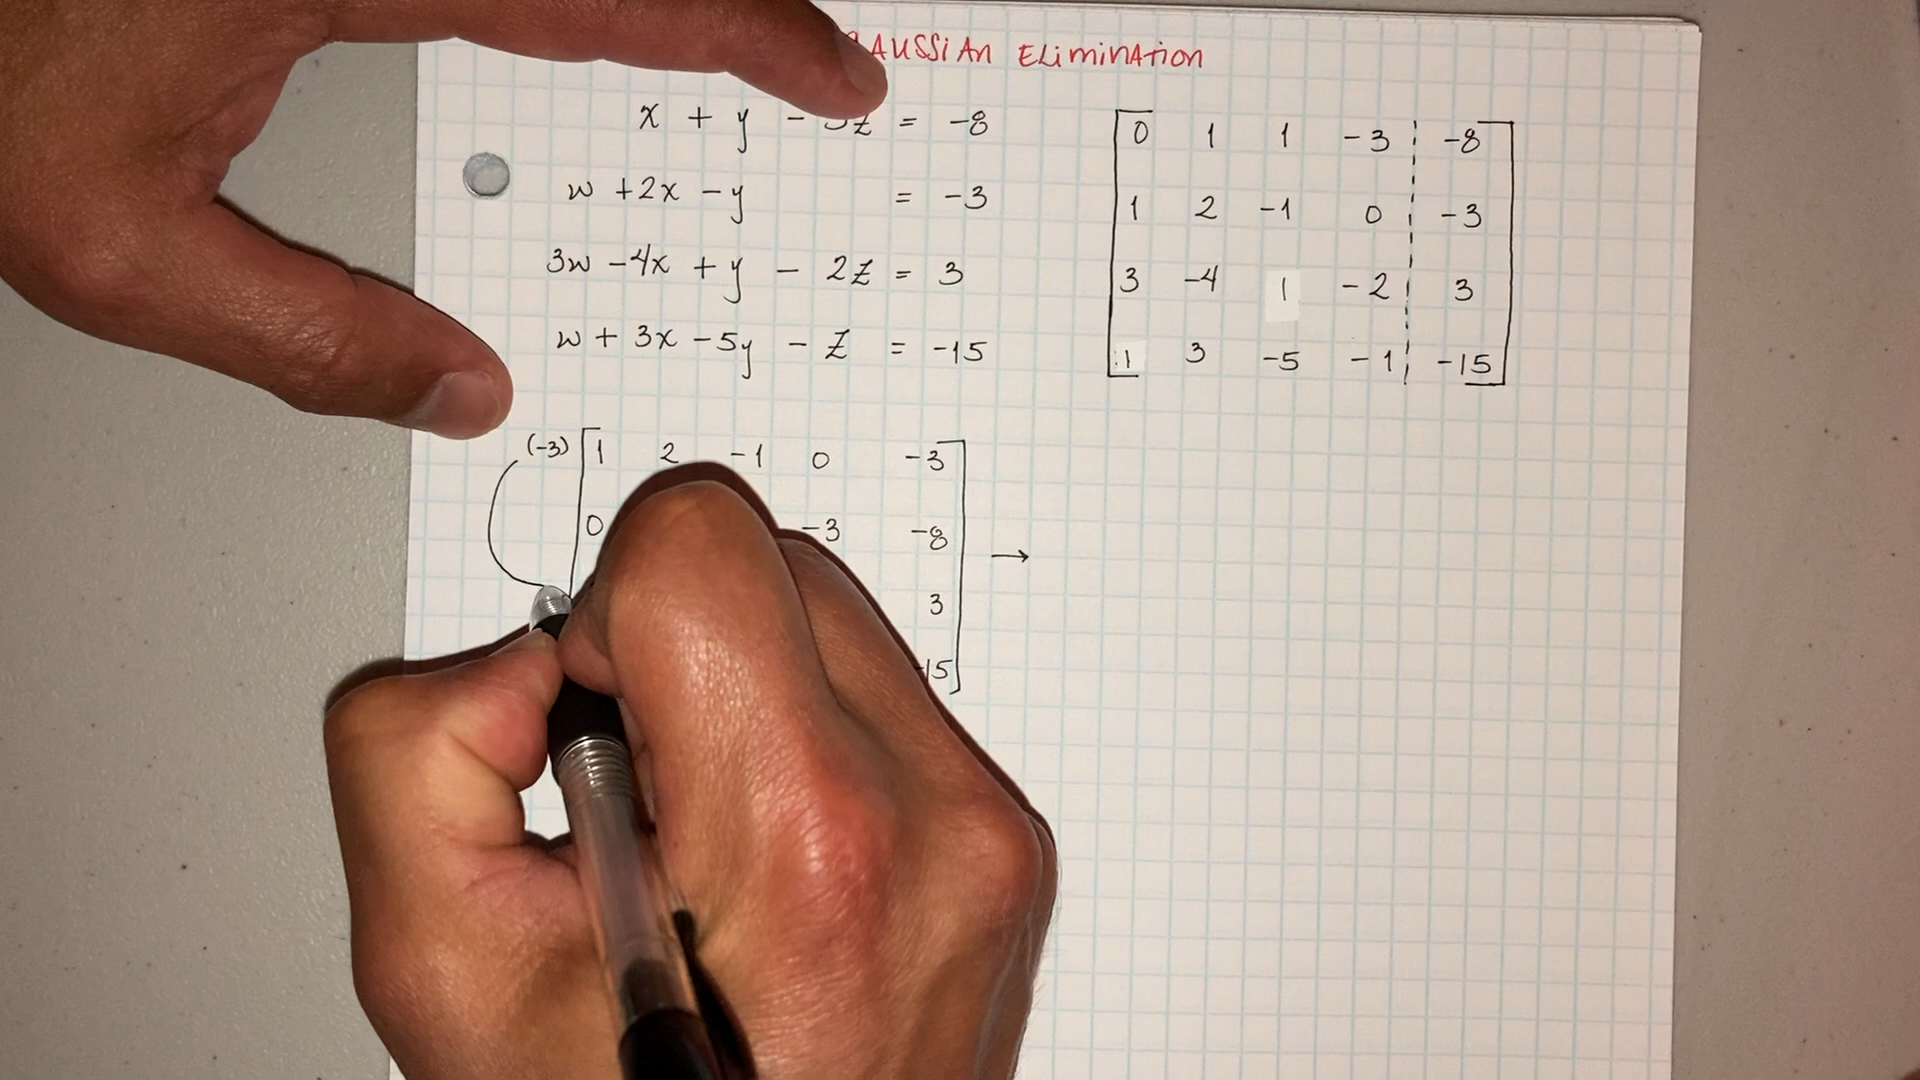 AUSSiAn ELiminAtion
x + y - 3z = -8
w + 2x - y = -3
3w - 4x + y - 2z = 3
w + 3x - 5y - z = -15
0 1 1 -3 -8
1 2 -1 0 -3
3 -4 1 -2 3
1 3 -5 -1 -15
(-3) 1 2 -1 0 -3
0 -3 -8 →
3
-15